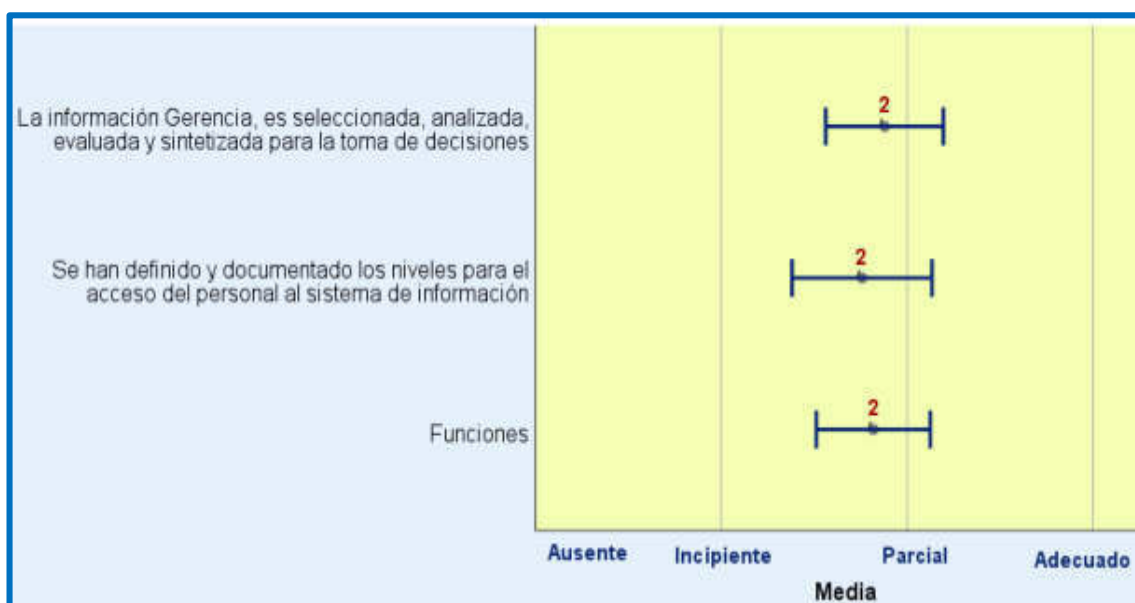 La información Gerencia, es seleccionada, analizada,
evaluada y sintetizada para la toma de decisiones
2
Se han definido y documentado los niveles para el
acceso del personal al sistema de información
2
Funciones
2
Ausente Incipiente Parcial Adecuado
Media